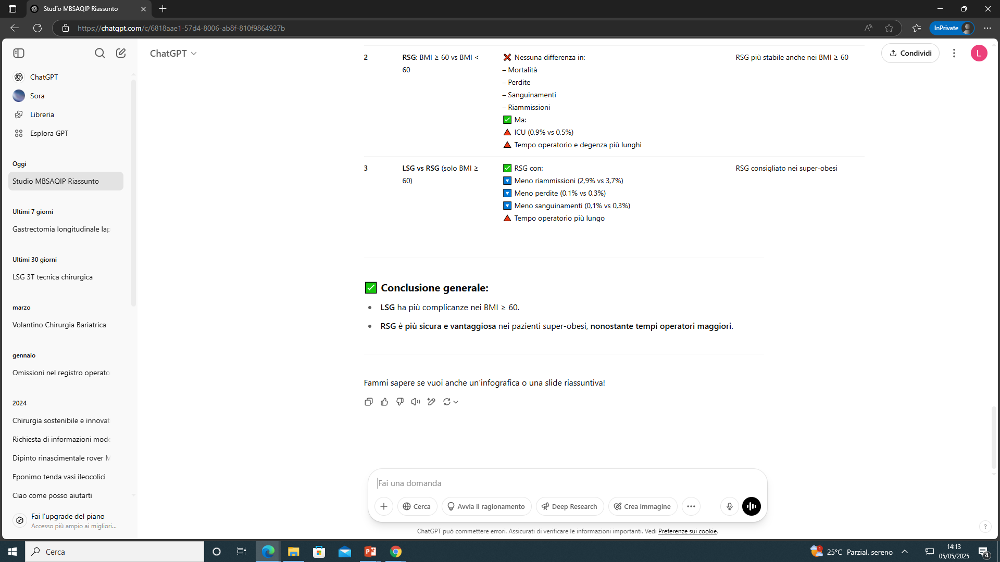 Studio MBSAQIP Riassunto
https://chatgpt.com/c/6818aae1-57d4-8006-ab8f-810f9864927b
InPrivate
ChatGPT
Sora
Libreria
Esplora GPT
Oggi
Studio MBSAQIP Riassunto
Ultimi 7 giorni
Gastrectomia longitudinale lap
Ultimi 30 giorni
LSG 3T tecnica chirurgica
marzo
Volantino Chirurgia Bariatrica
gennaio
Omissioni nel registro operato
2024
Chirurgia sostenibile e innovat
Richiesta di informazioni mode
Dipinto rinascimentale rover M
Eponimo tenda vasi ileocolici
Ciao come posso aiutarti
Fai l'upgrade del piano
Accesso più ampio ai migliori...
ChatGPT
Condividi
L
2
RSG: BMI ≥ 60 vs BMI <
60
❌ Nessuna differenza in:
– Mortalità
– Perdite
– Sanguinamenti
– Riammissioni
✅ Ma:
🔺 ICU (0,9% vs 0,5%)
🔺 Tempo operatorio e degenza più lunghi
RSG più stabile anche nei BMI ≥ 60
3
LSG vs RSG (solo BMI ≥
60)
✅ RSG con:
🔽 Meno riammissioni (2,9% vs 3,7%)
🔽 Meno perdite (0,1% vs 0,3%)
🔽 Meno sanguinamenti (0,1% vs 0,3%)
🔺 Tempo operatorio più lungo
RSG consigliato nei super-obesi
✅ Conclusione generale:
• LSG ha più complicanze nei BMI ≥ 60.
• RSG è più sicura e vantaggiosa nei pazienti super-obesi, nonostante tempi operatori maggiori.
Fammi sapere se vuoi anche un'infografica o una slide riassuntiva!
Fai una domanda
Cerca
Avvia il ragionamento
Deep Research
Crea immagine
ChatGPT può commettere errori. Assicurati di verificare le informazioni importanti. Vedi Preferenze sui cookie.
?
Cerca
1
25°C Parzial. sereno
14:13
05/05/2025
4